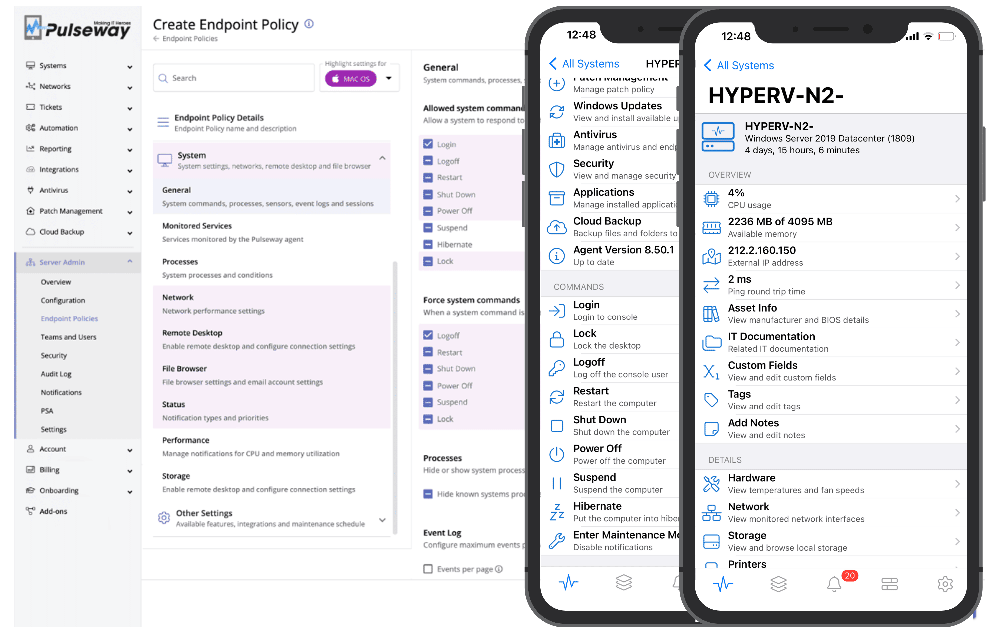 Making IT Heroes
Pulseway
Systems
Networks
Tickets
Automation
Reporting
Integrations
Antivirus
Patch Management
Cloud Backup
Server Admin
Overview
Configuration
Endpoint Policies
Teams and Users
Security
Audit Log
Notifications
PSA
Settings
Account
Billing
Onboarding
Add-ons
Create Endpoint Policy
Endpoint Policies
Search
Highlight settings for
MAC OS
Endpoint Policy Details
Endpoint Policy name and description
System
System settings, networks, remote desktop and file browser
General
System commands, processes, sensors, event logs and sessions
Monitored Services
Services monitored by the Pulseway agent
Processes
System processes and conditions
Network
Network performance settings
Remote Desktop
Enable remote desktop and configure connection settings
File Browser
File browser settings and email account settings
Status
Notification types and priorities
Performance
Manage notifications for CPU and memory utilization
Storage
Enable remote desktop and configure connection settings
Other Settings
Available features, integrations and maintenance schedule
General
System commands, processes,
Allowed system
Allow a system to respond to
Login
Logoff
Restart
Shut Down
Power Off
Suspend
Hibernate
Lock
Force system commands
When a system command is
Logoff
Restart
Shut Down
Power Off
Suspend
Lock
Processes
Hide or show system
Hide known systems
Event Log
Configure maximum events
Events per page
12:48
All Systems
Patch Management
Manage patch policy
Windows Updates
View and install available
Antivirus
Manage antivirus and
Security
View and manage security
Applications
Manage installed
Cloud Backup
Backup files and folders to
Agent Version 8.50.1
Up to date
COMMANDS
Login
Login to console
Lock
Lock the desktop
Logoff
Log off the console user
Restart
Restart the computer
Shut Down
Shut down the computer
Power Off
Power off the computer
Suspend
Suspend the computer
Hibernate
Put the computer into
Enter Maintenance
Disable notifications
12:48
All Systems
HYPERV-N2-
HYPERV-N2-
Windows Server 2019 Datacenter (1809)
4 days, 15 hours, 6 minutes
OVERVIEW
4%
CPU usage
2236 MB of 4095 MB
Available memory
212.2.160.150
External IP address
2 ms
Ping round trip time
Asset Info
View manufacturer and BIOS details
IT Documentation
Related IT documentation
Custom Fields
View and edit custom fields
Tags
View and edit tags
Add Notes
View and edit notes
DETAILS
Hardware
View temperatures and fan speeds
Network
View monitored network interfaces
Storage
View and browse local storage
Printers
20